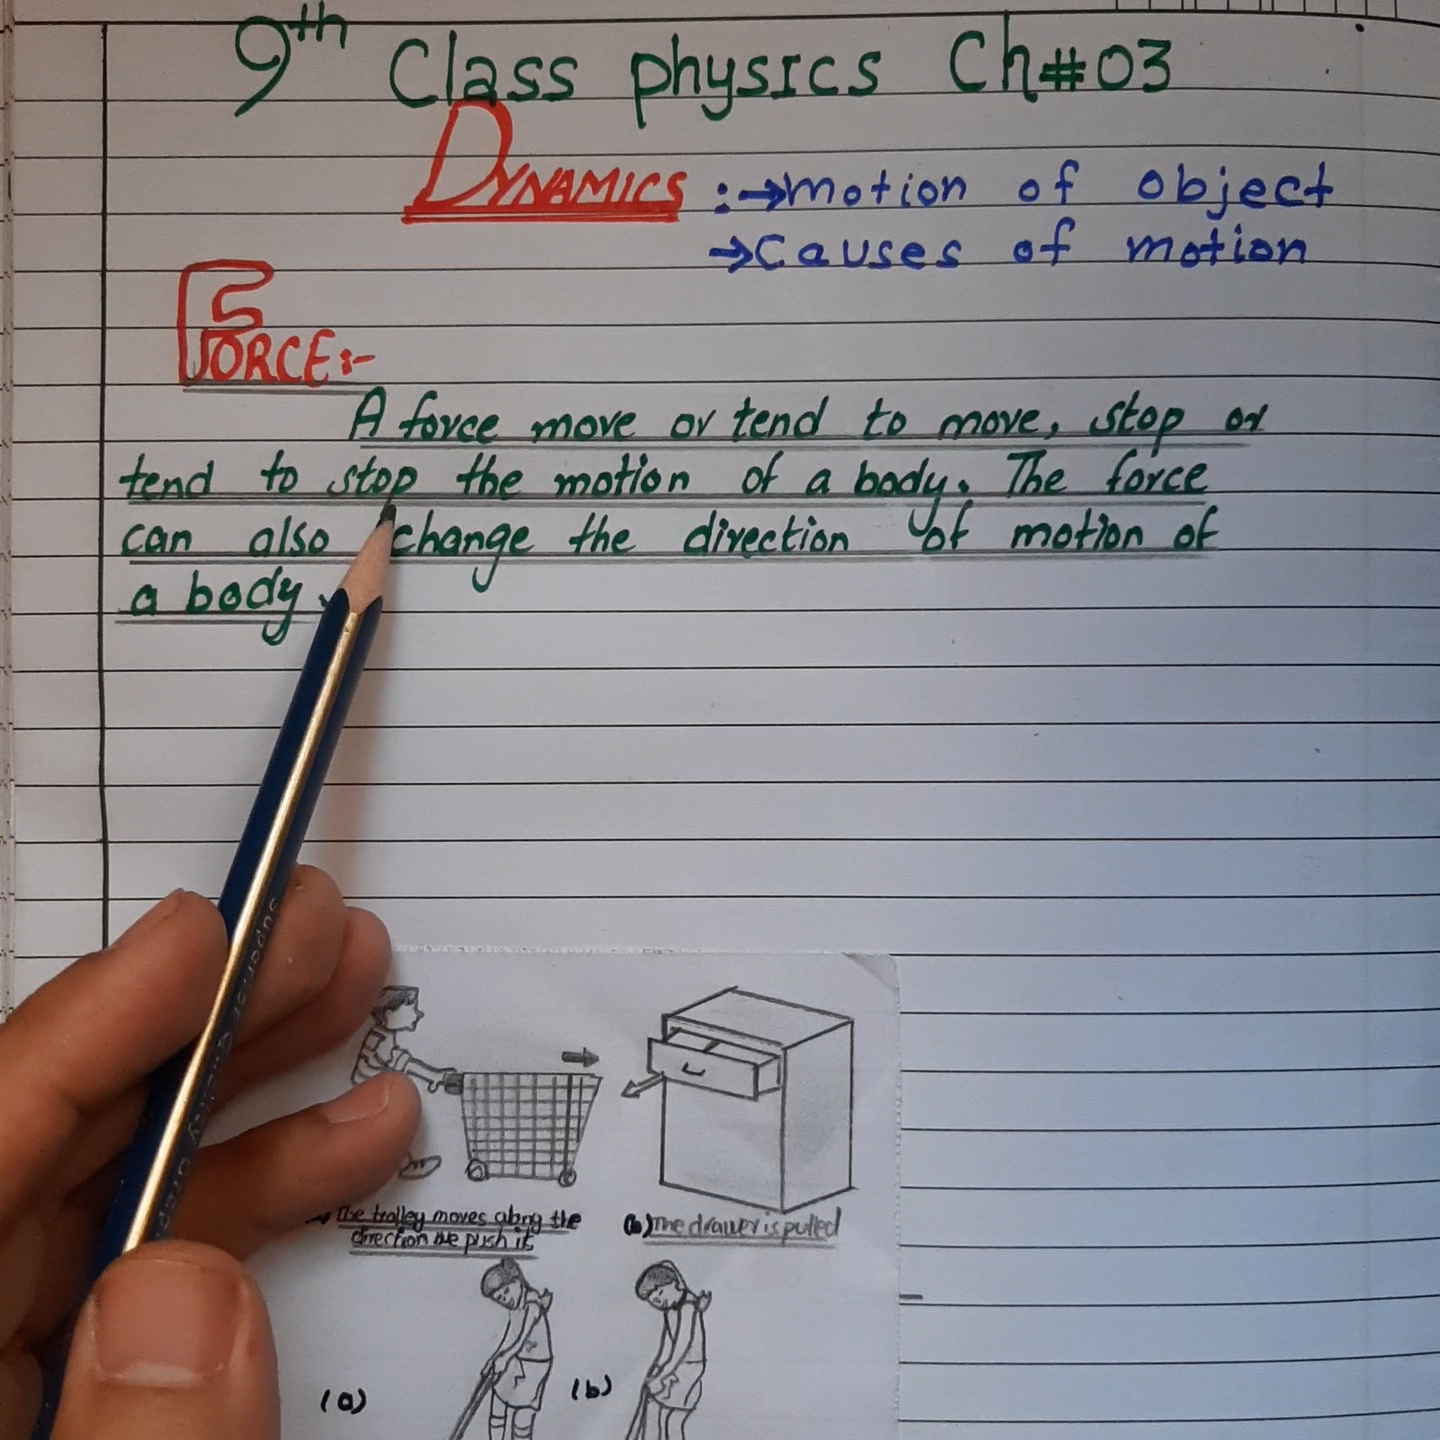 9th Class physics Ch#03
DYNAMICS :→motion of object
→Causes of motion
FORCE:-
A force move or tend to move, stop or
tend to stop the motion of a body. The force
can also change the direction of motion of
a body.
The trolley moves along the
direction we push it
(b) The drawer is pulled
(a)
(b)